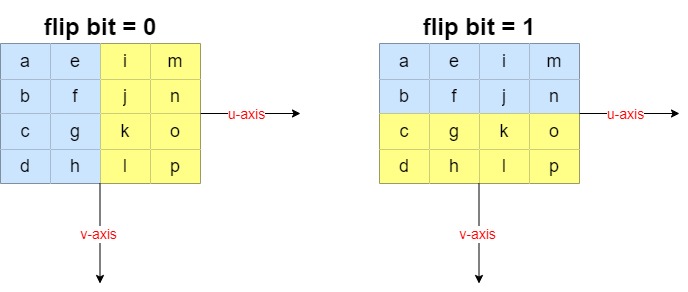 flip bit = 0
a e i m
b f j n
c g k o
d h l p
u-axis
v-axis
flip bit = 1
a e i m
b f j n
c g k o
d h l p
u-axis
v-axis